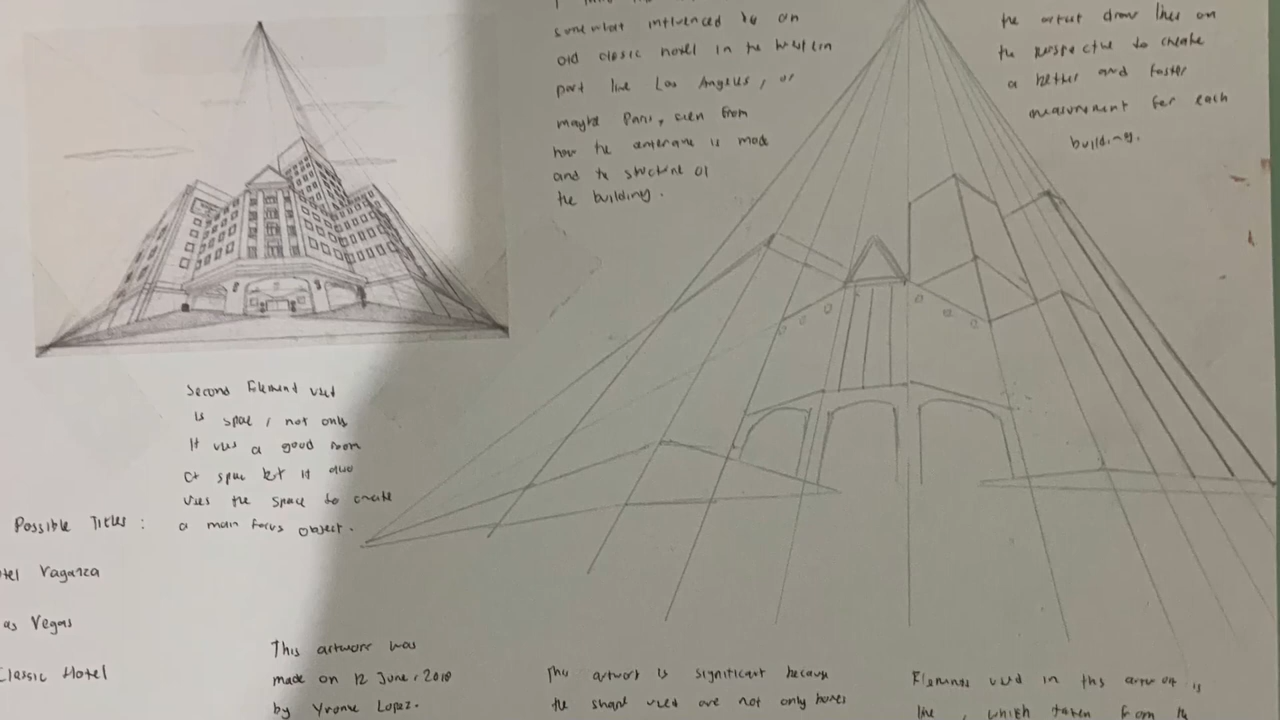 somewhat influenced by an
old classic hotel in the western
part like Los Angeles, or
maybe Paris, seen from
how the is made
and the structure of
the building.
the artist draw lines on
the perspective to create
a better and faster
measurement for each
building.
Second Element used
is space, not only
It uses a good room
of space but it also
uses the space to create
a main focus object.
Possible Titles:
tel Vaganza
as Vegas
Classic Hotel
This artwork was
made on 12 June,
by Yvonne Lopez.
This artwork is significant because
the shape used are not only boxes
Elements used in this artwork is
line, which taken from the